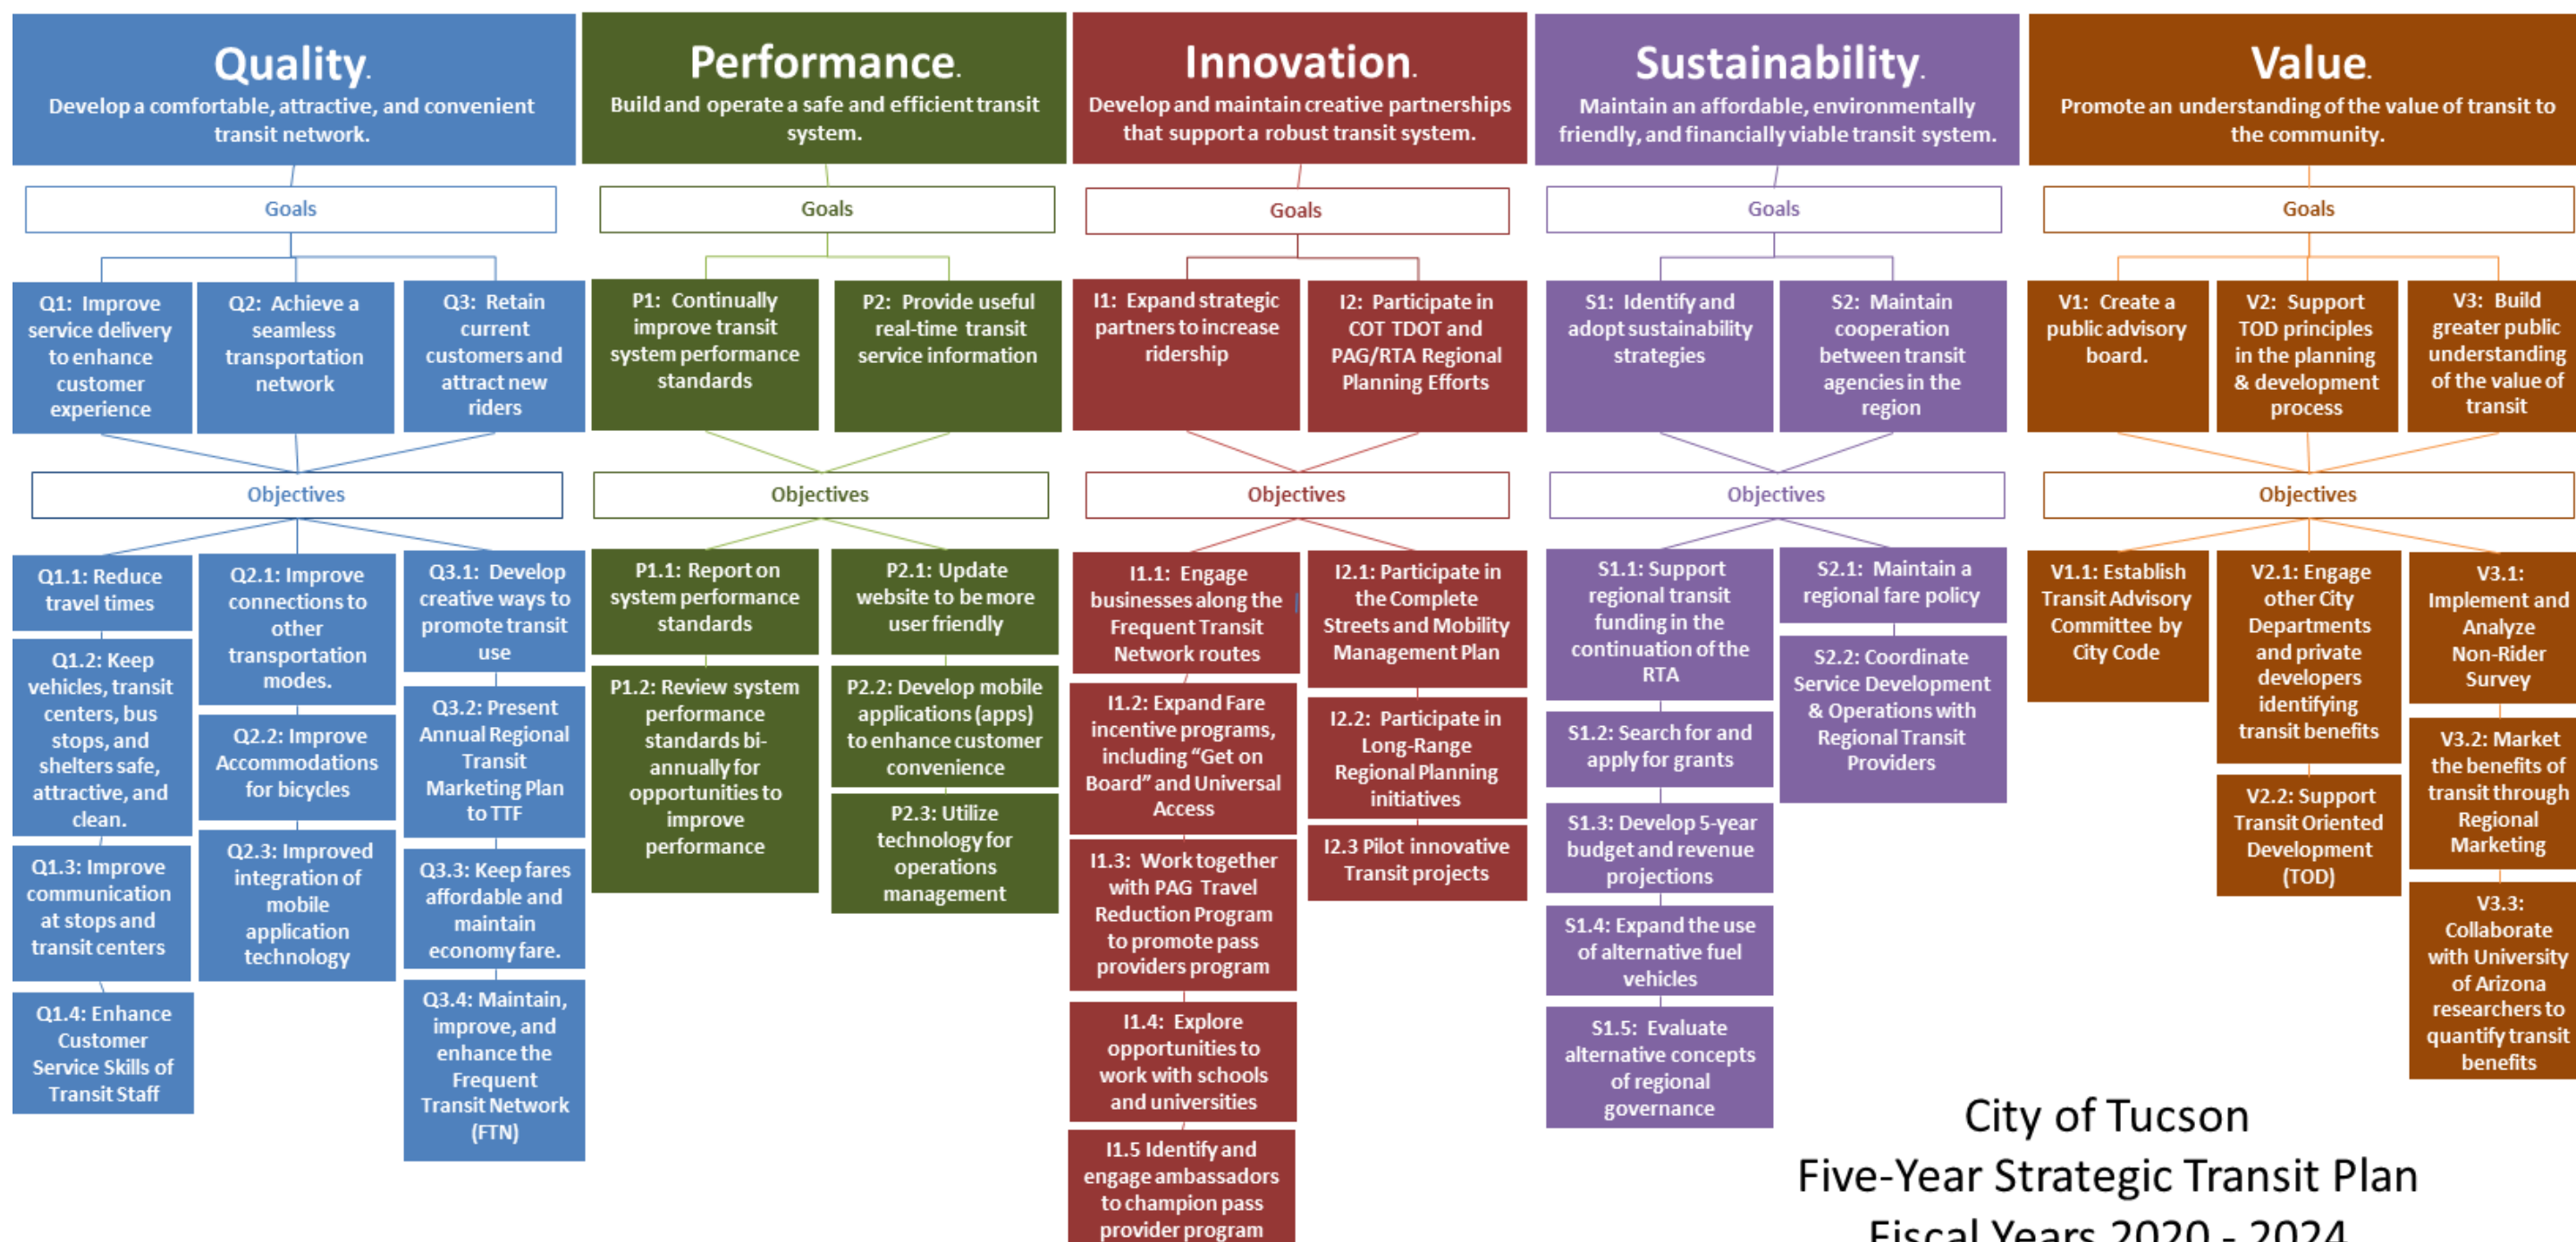 Quality.
Develop a comfortable, attractive, and convenient
transit network.
Goals
Q1: Improve
service delivery
to enhance
customer
experience
Q2: Achieve a
seamless
transportation
network
Q3: Retain
current
customers and
attract new
riders
Objectives
Q1.1: Reduce
travel times
Q1.2: Keep
vehicles, transit
centers, bus
stops, and
shelters safe,
attractive, and
clean.
Q1.3: Improve
communication
at stops and
transit centers
Q1.4: Enhance
Customer
Service Skills of
Transit Staff
Q2.1: Improve
connections to
other
transportation
modes.
Q2.2: Improve
Accommodations
for bicycles
Q2.3: Improved
integration of
mobile
application
technology
Q3.1: Develop
creative ways to
promote transit
use
Q3.2: Present
Annual Regional
Transit
Marketing Plan
to TTF
Q3.3: Keep fares
affordable and
maintain
economy fare.
Q3.4: Maintain,
improve, and
enhance the
Frequent
Transit Network
(FTN)
Performance.
Build and operate a safe and efficient transit
system.
Goals
P1: Continually
improve transit
system performance
standards
P2: Provide useful
real-time transit
service information
Objectives
P1.1: Report on
system performance
standards
P1.2: Review system
performance
standards bi-
annually for
opportunities to
improve
performance
P2.1: Update
website to be more
user friendly
P2.2: Develop mobile
applications (apps)
to enhance customer
convenience
P2.3: Utilize
technology for
operations
management
Innovation.
Develop and maintain creative partnerships
that support a robust transit system.
Goals
I1: Expand strategic
partners to increase
ridership
I2: Participate in
COT TDOT and
PAG/RTA Regional
Planning Efforts
Objectives
I1.1: Engage
businesses along the
Frequent Transit
Network routes
I1.2: Expand Fare
incentive programs,
including “Get on
Board” and Universal
Access
I1.3: Work together
with PAG Travel
Reduction Program
to promote pass
providers program
I1.4: Explore
opportunities to
work with schools
and universities
I1.5 Identify and
engage ambassadors
to champion pass
provider program
I2.1: Participate in
the Complete
Streets and Mobility
Management Plan
I2.2: Participate in
Long-Range
Regional Planning
initiatives
I2.3 Pilot innovative
Transit projects
Sustainability.
Maintain an affordable, environmentally
friendly, and financially viable transit system.
Goals
S1: Identify and
adopt sustainability
strategies
S2: Maintain
cooperation
between transit
agencies in the
region
Objectives
S1.1: Support
regional transit
funding in the
continuation of the
RTA
S1.2: Search for and
apply for grants
S1.3: Develop 5-year
budget and revenue
projections
S1.4: Expand the use
of alternative fuel
vehicles
S1.5: Evaluate
alternative concepts
of regional
governance
S2.1: Maintain a
regional fare policy
S2.2: Coordinate
Service Development
& Operations with
Regional Transit
Providers
Value.
Promote an understanding of the value of transit to
the community.
Goals
V1: Create a
public advisory
board.
V2: Support
TOD principles
in the planning
& development
process
V3: Build
greater public
understanding
of the value of
transit
Objectives
V1.1: Establish
Transit Advisory
Committee by
City Code
V2.1: Engage
other City
Departments
and private
developers
identifying
transit benefits
V2.2: Support
Transit Oriented
Development
(TOD)
V3.1:
Implement and
Analyze
Non-Rider
Survey
V3.2: Market
the benefits of
transit through
Regional
Marketing
V3.3:
Collaborate
with University
of Arizona
researchers to
quantify transit
benefits
City of Tucson
Five-Year Strategic Transit Plan
Fiscal Years 2020 - 2024